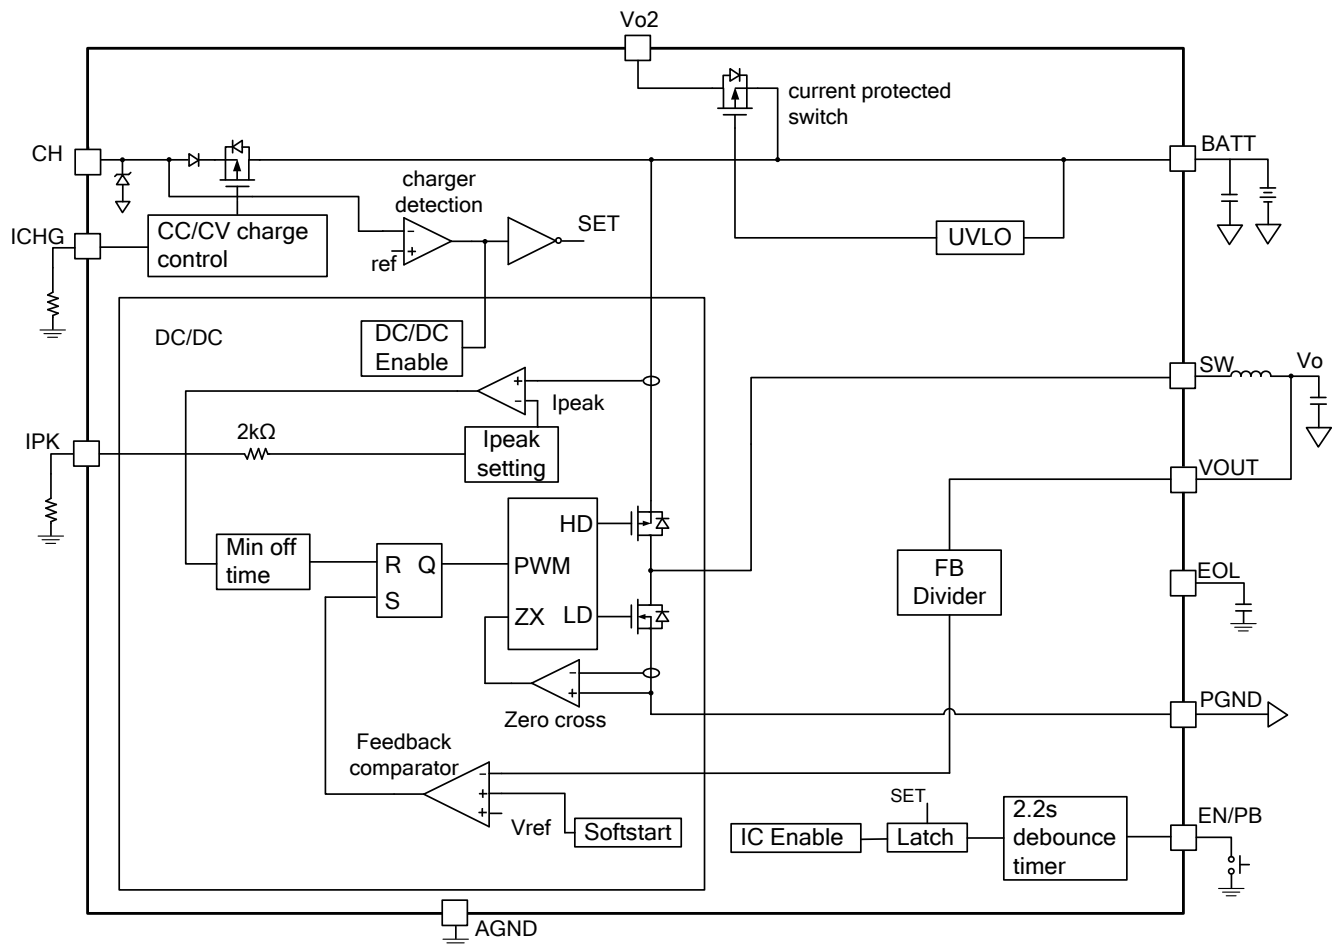 Vo2
current protected
switch
CH
BATT
charger
detection
SET
ICHG
CC/CV charge
control
-
+
ref
UVLO
DC/DC
DC/DC
Enable
SW
Vo
+
-
Ipeak
IPK
2kΩ
Ipeak
setting
VOUT
HD
Min off
time
R Q
S
PWM
ZX
LD
FB
Divider
EOL
-
+
Zero cross
PGND
Feedback
comparator
-
+
+
Vref
Softstart
SET
IC Enable
Latch
2.2s
debounce
timer
EN/PB
AGND